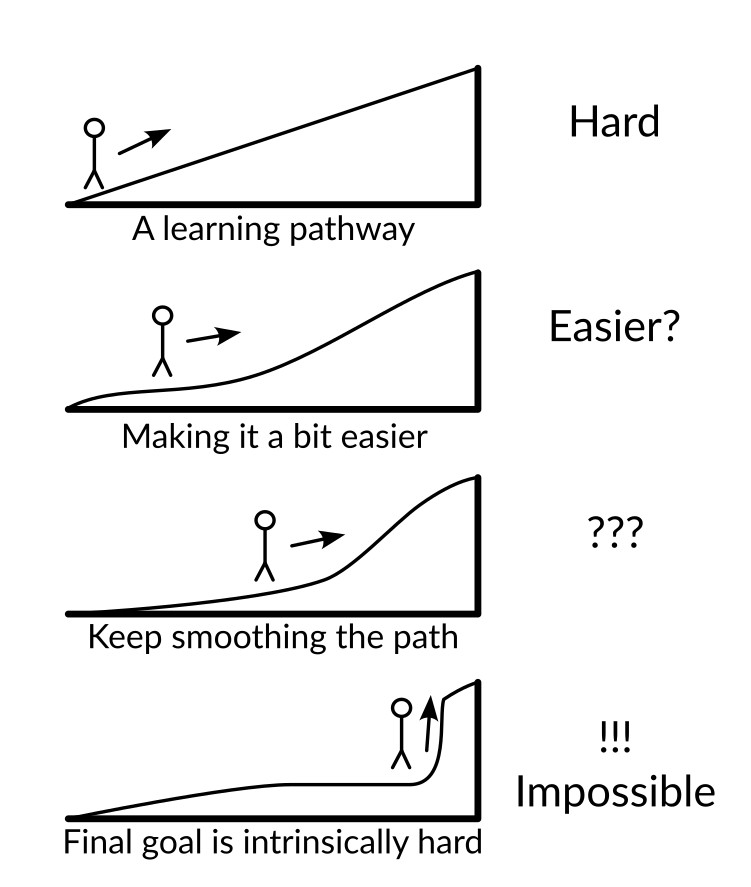 Hard
A learning pathway
Easier?
Making it a bit easier
???
Keep smoothing the path
!!!
Impossible
Final goal is intrinsically hard